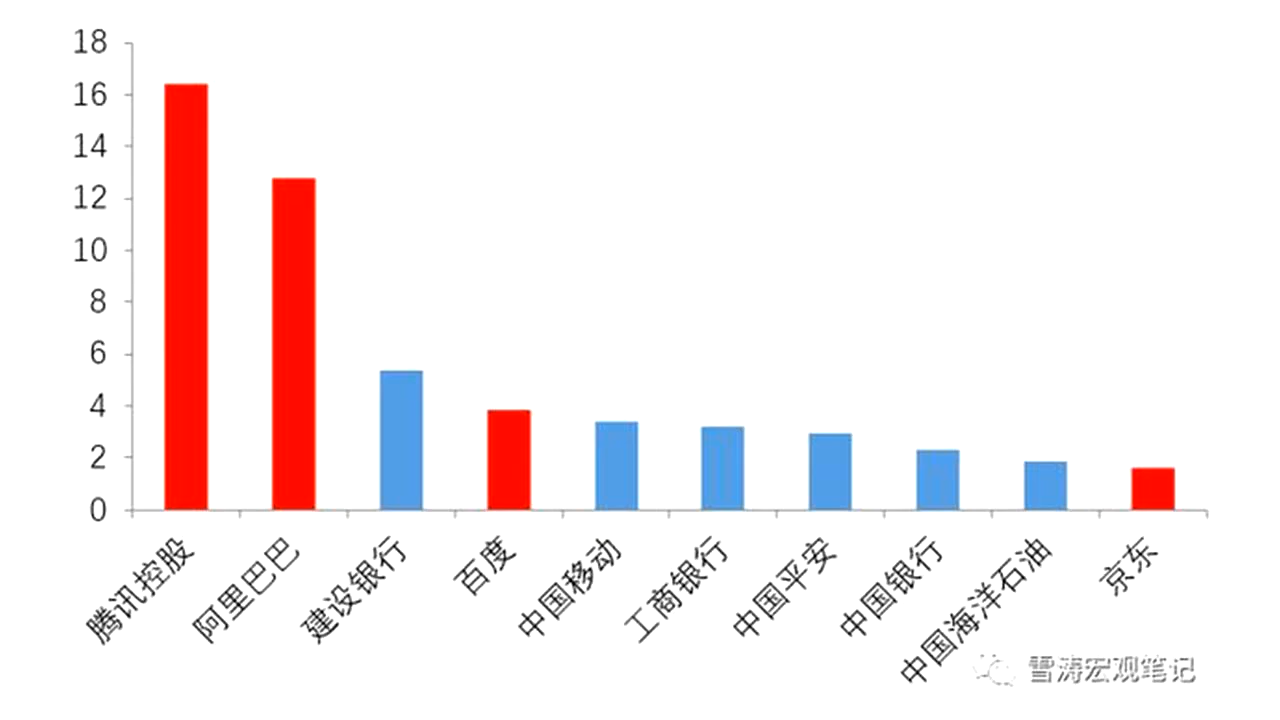 18
16
14
12
10
8
6
4
2
0
腾讯控股
阿里巴巴
建设银行
百度
中国移动
工商银行
中国平安
中国银行
中国海洋石油
京东
雪涛宏观笔记